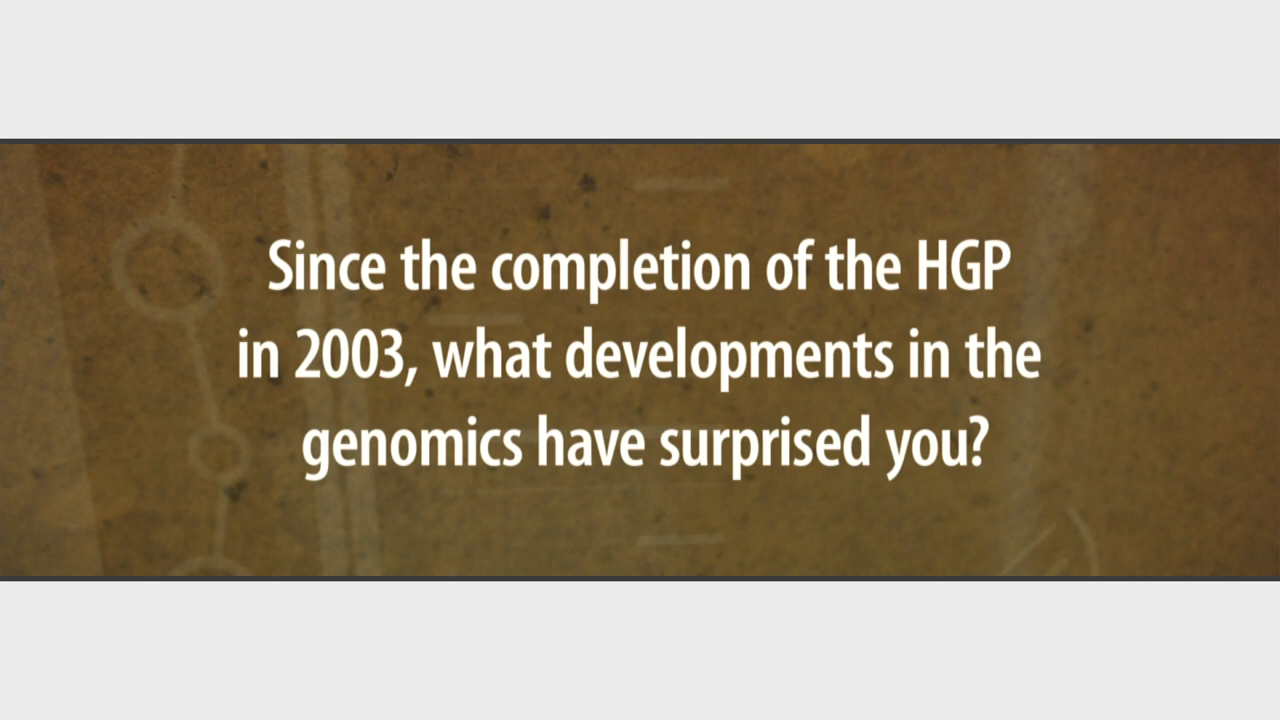 Since the completion of the HGP
in 2003, what developments in the
genomics have surprised you?